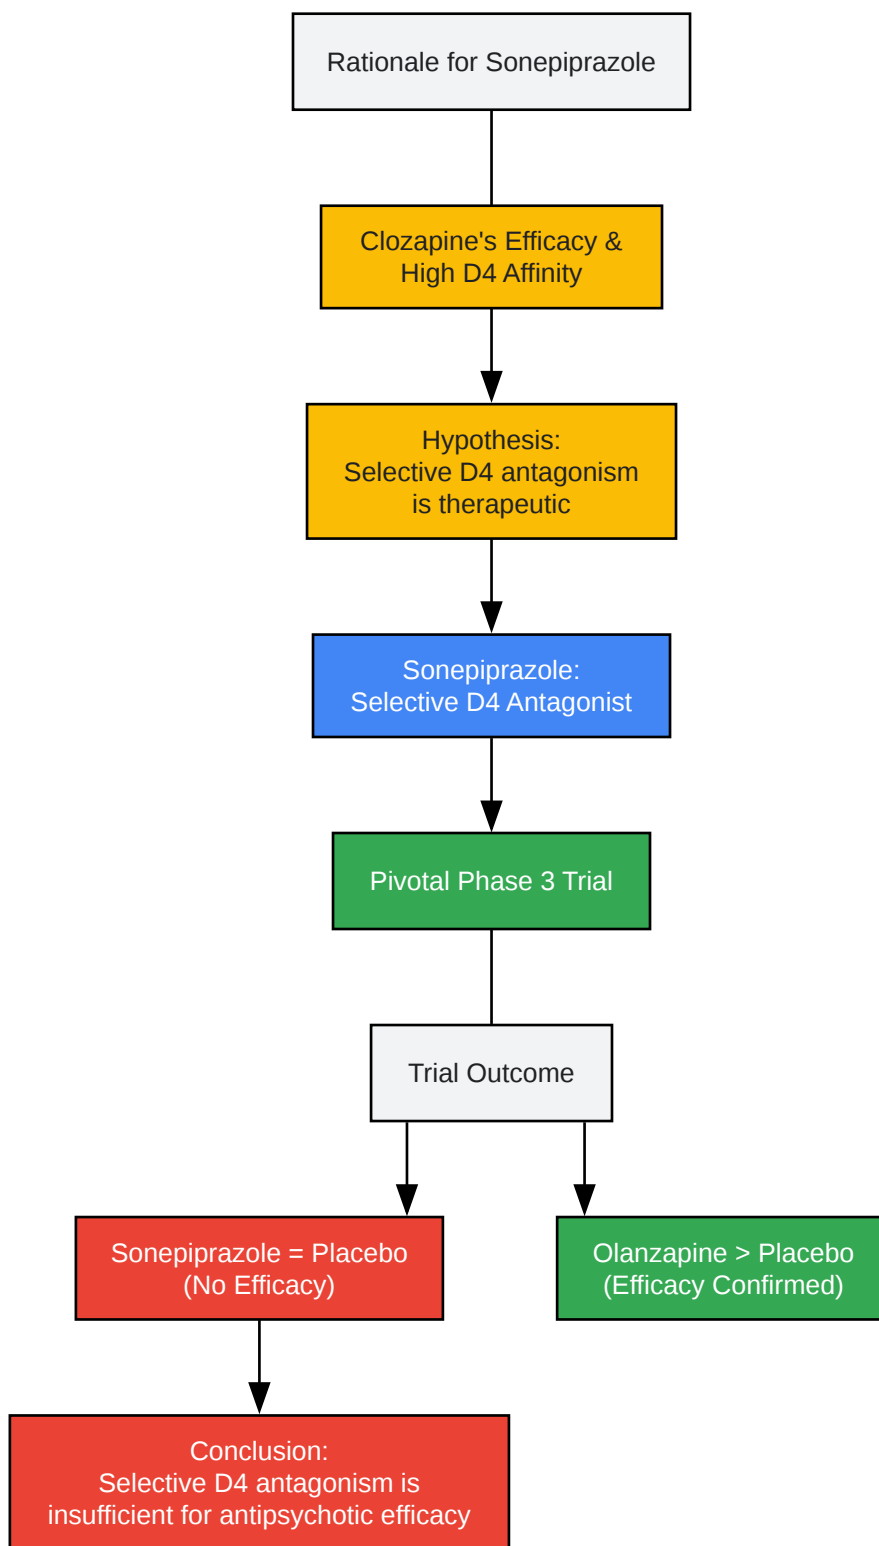 Rationale for Sonepiprazole
Clozapine's Efficacy &
High D4 Affinity
Hypothesis:
Selective D4 antagonism
is therapeutic
Sonepiprazole:
Selective D4 Antagonist
Pivotal Phase 3 Trial
Trial Outcome
Sonepiprazole = Placebo
(No Efficacy)
Olanzapine > Placebo
(Efficacy Confirmed)
Conclusion:
Selective D4 antagonism is
insufficient for antipsychotic efficacy